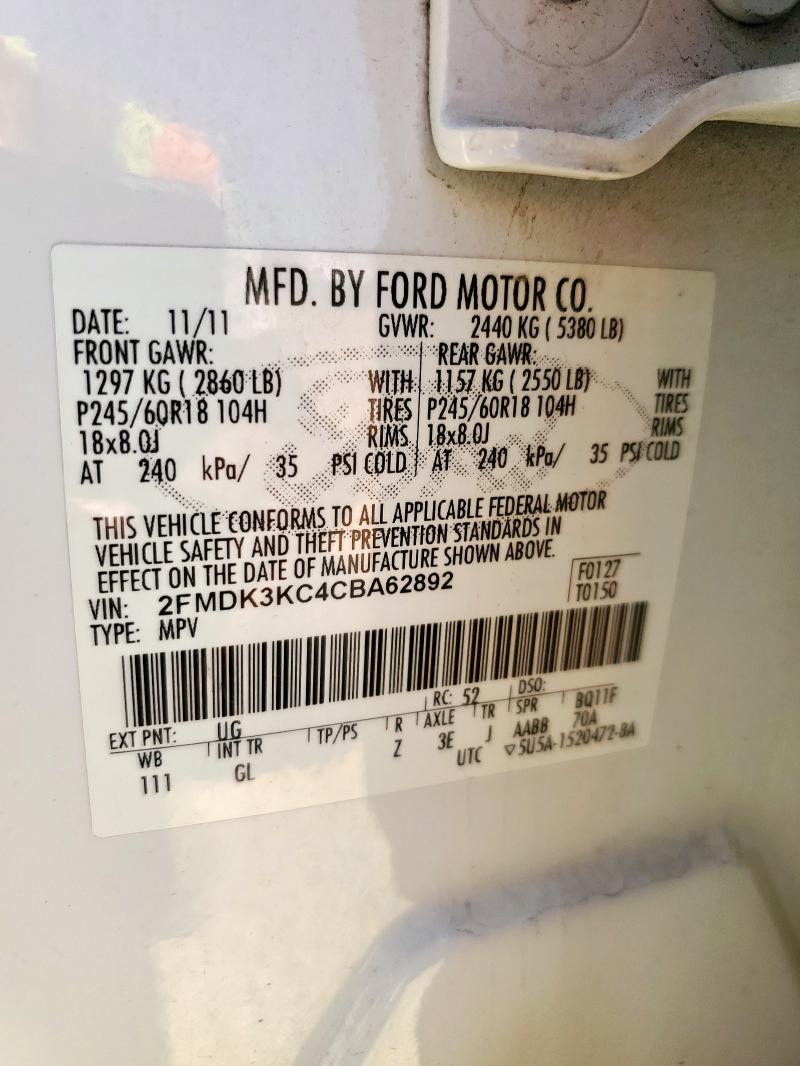 MFD. BY FORD MOTOR CO.
DATE: 11/11 GVWR: 2440 KG ( 5380 LB)
FRONT GAWR: REAR GAWR:
1297 KG ( 2860 LB) WITH 1157 KG ( 2550 LB) WITH
P245/60R18 104H TIRES P245/60R18 104H TIRES
18x8.0J RIMS 18x8.0J RIMS
AT 240 kPa/ 35 PSI COLD AT 240 kPa/ 35 PSI COLD
THIS VEHICLE CONFORMS TO ALL APPLICABLE FEDERAL MOTOR
VEHICLE SAFETY AND THEFT PREVENTION STANDARDS IN
EFFECT ON THE DATE OF MANUFACTURE SHOWN ABOVE.
VIN: 2FMDK3KC4CBA62892 F0127
TYPE: MPV T0150
EXT PNT: UG RC: 52 DSO:
WB INT TR TP/PS R AXLE TR SPR BQ11F
111 GL Z 3E J AABB 70A
UTC ▽5U5A-1520472-BA